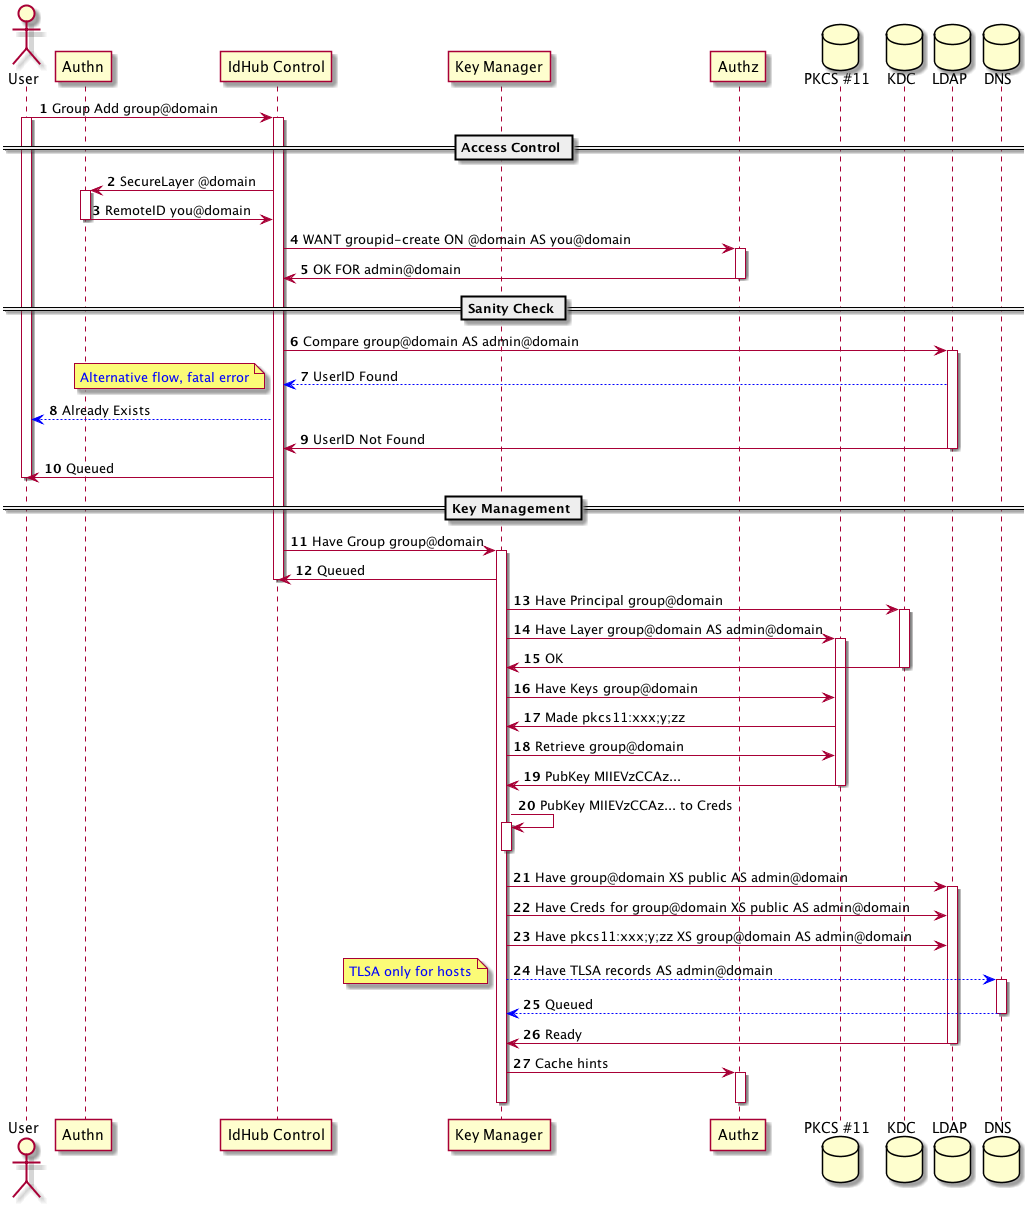 User
Authn
IdHub Control
Key Manager
Authz
PKCS #11
KDC
LDAP
DNS
1 Group Add group@domain
Access Control
2 SecureLayer @domain
3 RemoteID you@domain
4 WANT groupid-create ON @domain AS you@domain
5 OK FOR admin@domain
Sanity Check
6 Compare group@domain AS admin@domain
Alternative flow, fatal error
7 UserID Found
8 Already Exists
9 UserID Not Found
10 Queued
Key Management
11 Have Group group@domain
12 Queued
13 Have Principal group@domain
14 Have Layer group@domain AS admin@domain
15 OK
16 Have Keys group@domain
17 Made pkcs11:xxx;y;zz
18 Retrieve group@domain
19 PubKey MIIEVzCCAz...
20 PubKey MIIEVzCCAz... to Creds
21 Have group@domain XS public AS admin@domain
22 Have Creds for group@domain XS public AS admin@domain
23 Have pkcs11:xxx;y;zz XS group@domain AS admin@domain
TLSA only for hosts
24 Have TLSA records AS admin@domain
25 Queued
26 Ready
27 Cache hints
User
Authn
IdHub Control
Key Manager
Authz
PKCS #11
KDC
LDAP
DNS